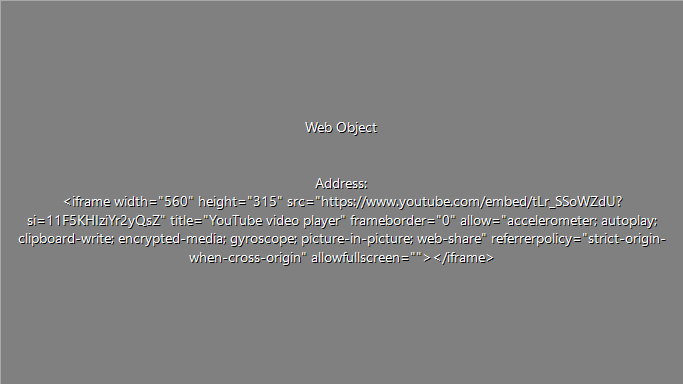 Web Object
Address:
<iframe width="560" height="315" src="https://www.youtube.com/embed/tLr_SSoWZdU?
si=11F5KHIziYr2yQsZ" title="YouTube video player" frameborder="0" allow="accelerometer; autoplay;
clipboard-write; encrypted-media; gyroscope; picture-in-picture; web-share" referrerpolicy="strict-origin-
when-cross-origin" allowfullscreen=""></iframe>